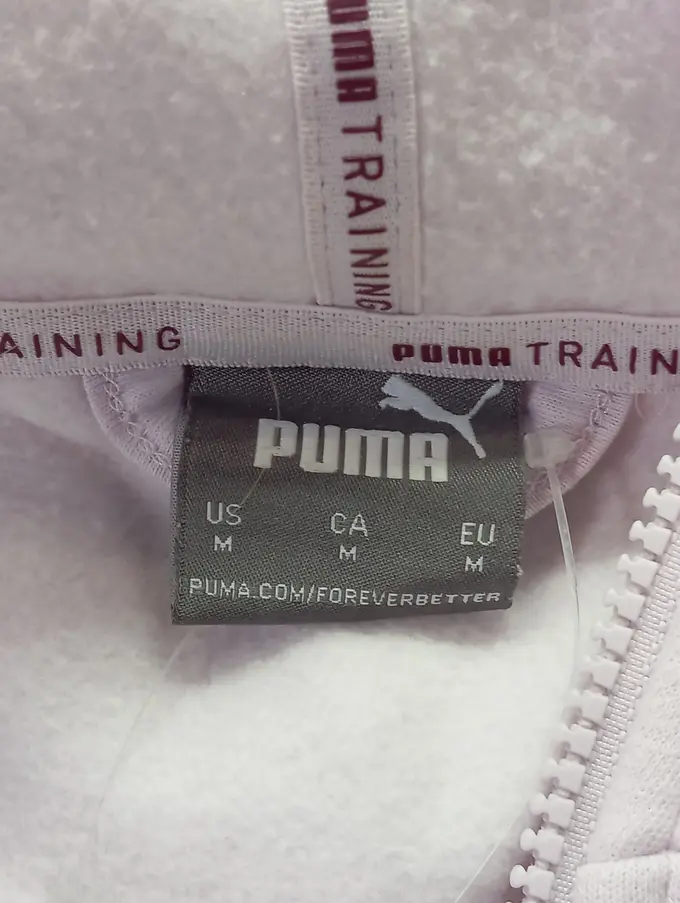 PUMA TRAINING
AINING PUMA TRAIN
PUMA
US CA EU
M M M
PUMA.COM/FOREVERBETTER